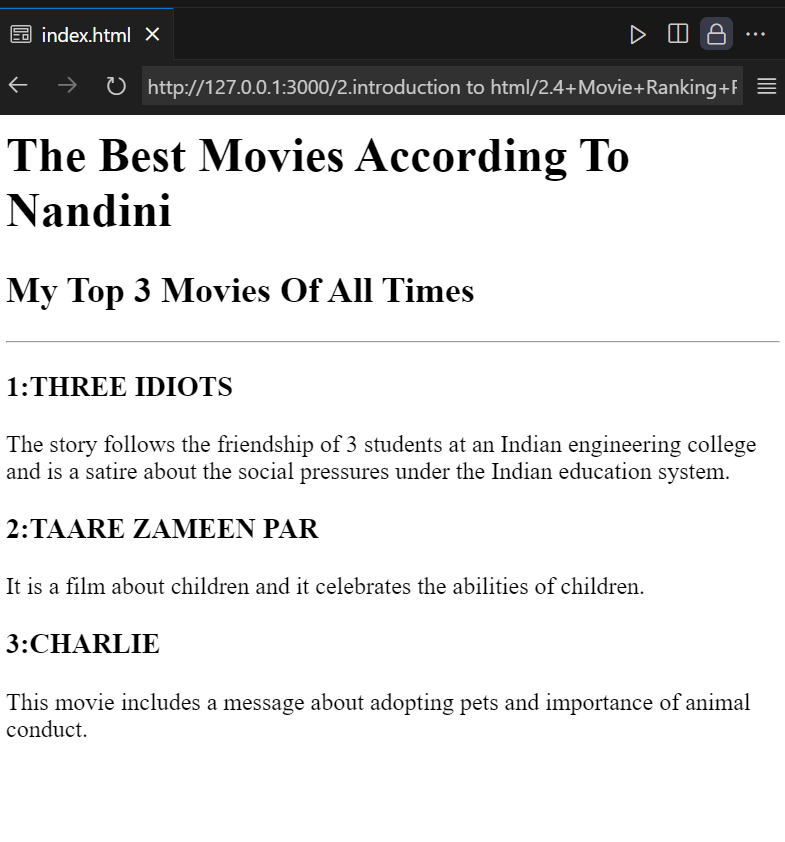 index.html
http://127.0.0.1:3000/2.introduction to html/2.4+Movie+Ranking+
The Best Movies According To
Nandini
My Top 3 Movies Of All Times
1:THREE IDIOTS
The story follows the friendship of 3 students at an Indian engineering college
and is a satire about the social pressures under the Indian education system.
2:TAARE ZAMEEN PAR
It is a film about children and it celebrates the abilities of children.
3:CHARLIE
This movie includes a message about adopting pets and importance of animal
conduct.